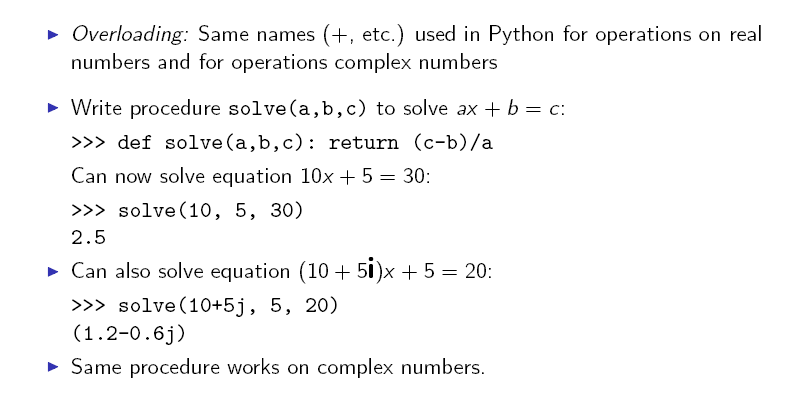 ▶ Overloading: Same names (+, etc.) used in Python for operations on real
numbers and for operations complex numbers
▶ Write procedure solve(a,b,c) to solve ax + b = c:
>>> def solve(a,b,c): return (c-b)/a
Can now solve equation 10x + 5 = 30:
>>> solve(10, 5, 30)
2.5
▶ Can also solve equation (10 + 5i)x + 5 = 20:
>>> solve(10+5j, 5, 20)
(1.2-0.6j)
▶ Same procedure works on complex numbers.